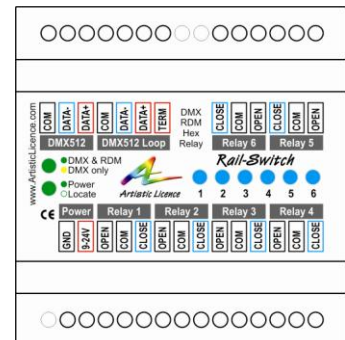 COM DATA- DATA+ COM DATA- DATA+ TERM
DMX RDM Hex Relay
CLOSE COM OPEN CLOSE COM OPEN
DMX512 DMX512 Loop Relay 6 Relay 5
www.ArtisticLicence.com
DMX & RDM
DMX only
Power
Locate
Artistic Licence
Rail-Switch
1 2 3 4 5 6
CE Power Relay 1 Relay 2 Relay 3 Relay 4
GND 9-24V OPEN COM CLOSE OPEN COM CLOSE OPEN COM CLOSE OPEN COM CLOSE